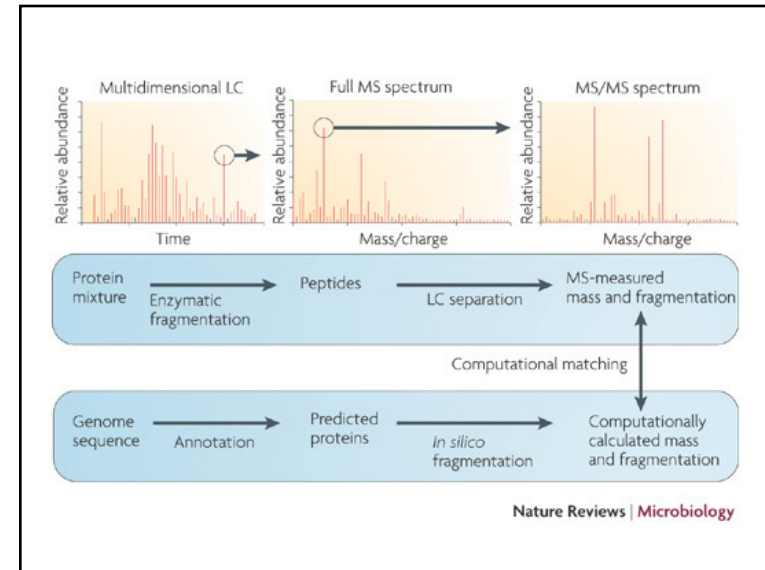 Multidimensional LC
Full MS spectrum
MS/MS spectrum
Relative abundance
Relative abundance
Relative abundance
Time
Mass/charge
Mass/charge
Protein
mixture
Enzymatic
fragmentation
Peptides
LC separation
MS-measured
mass and fragmentation
Computational matching
Genome
sequence
Annotation
Predicted
proteins
In silico
fragmentation
Computationally
calculated mass
and fragmentation
Nature Reviews | Microbiology